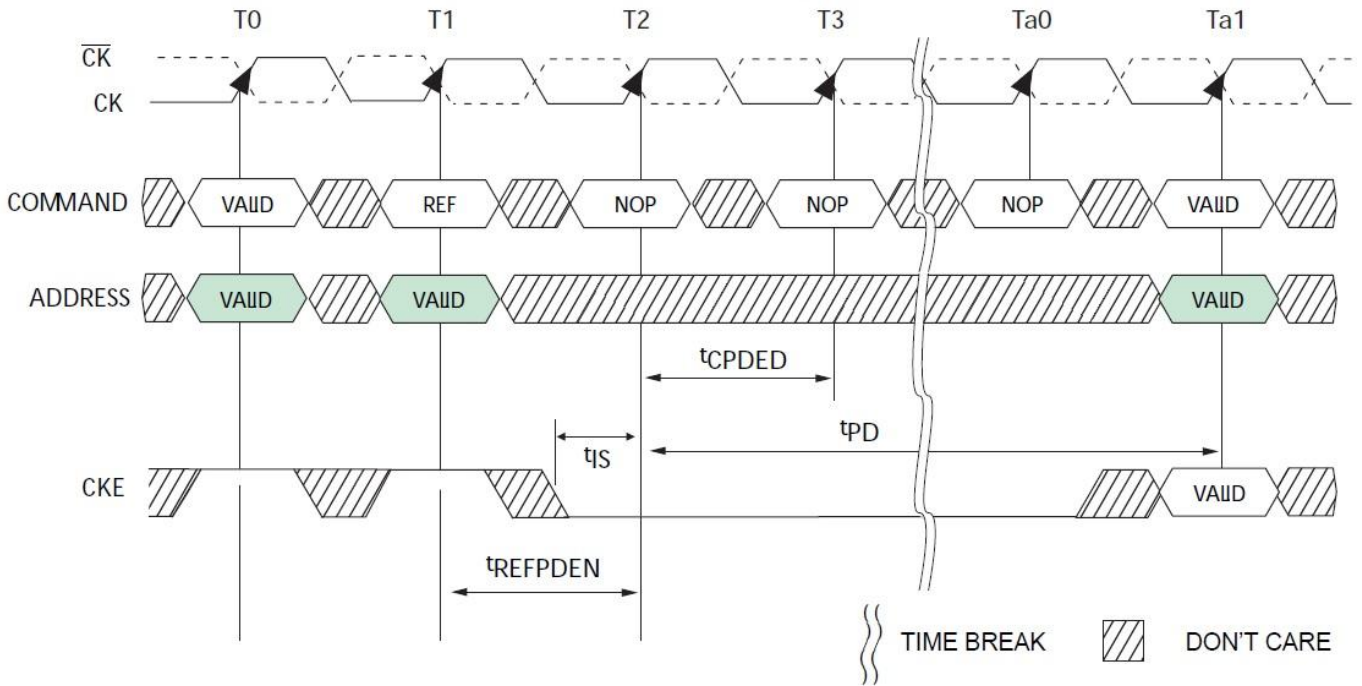 T0 T1 T2 T3 Ta0 Ta1
CK
CK
COMMAND VALID REF NOP NOP NOP VALID
ADDRESS VALID VALID VALID
tCPDED
tIS tPD
CKE VALID
tREFPDEN
TIME BREAK DON'T CARE